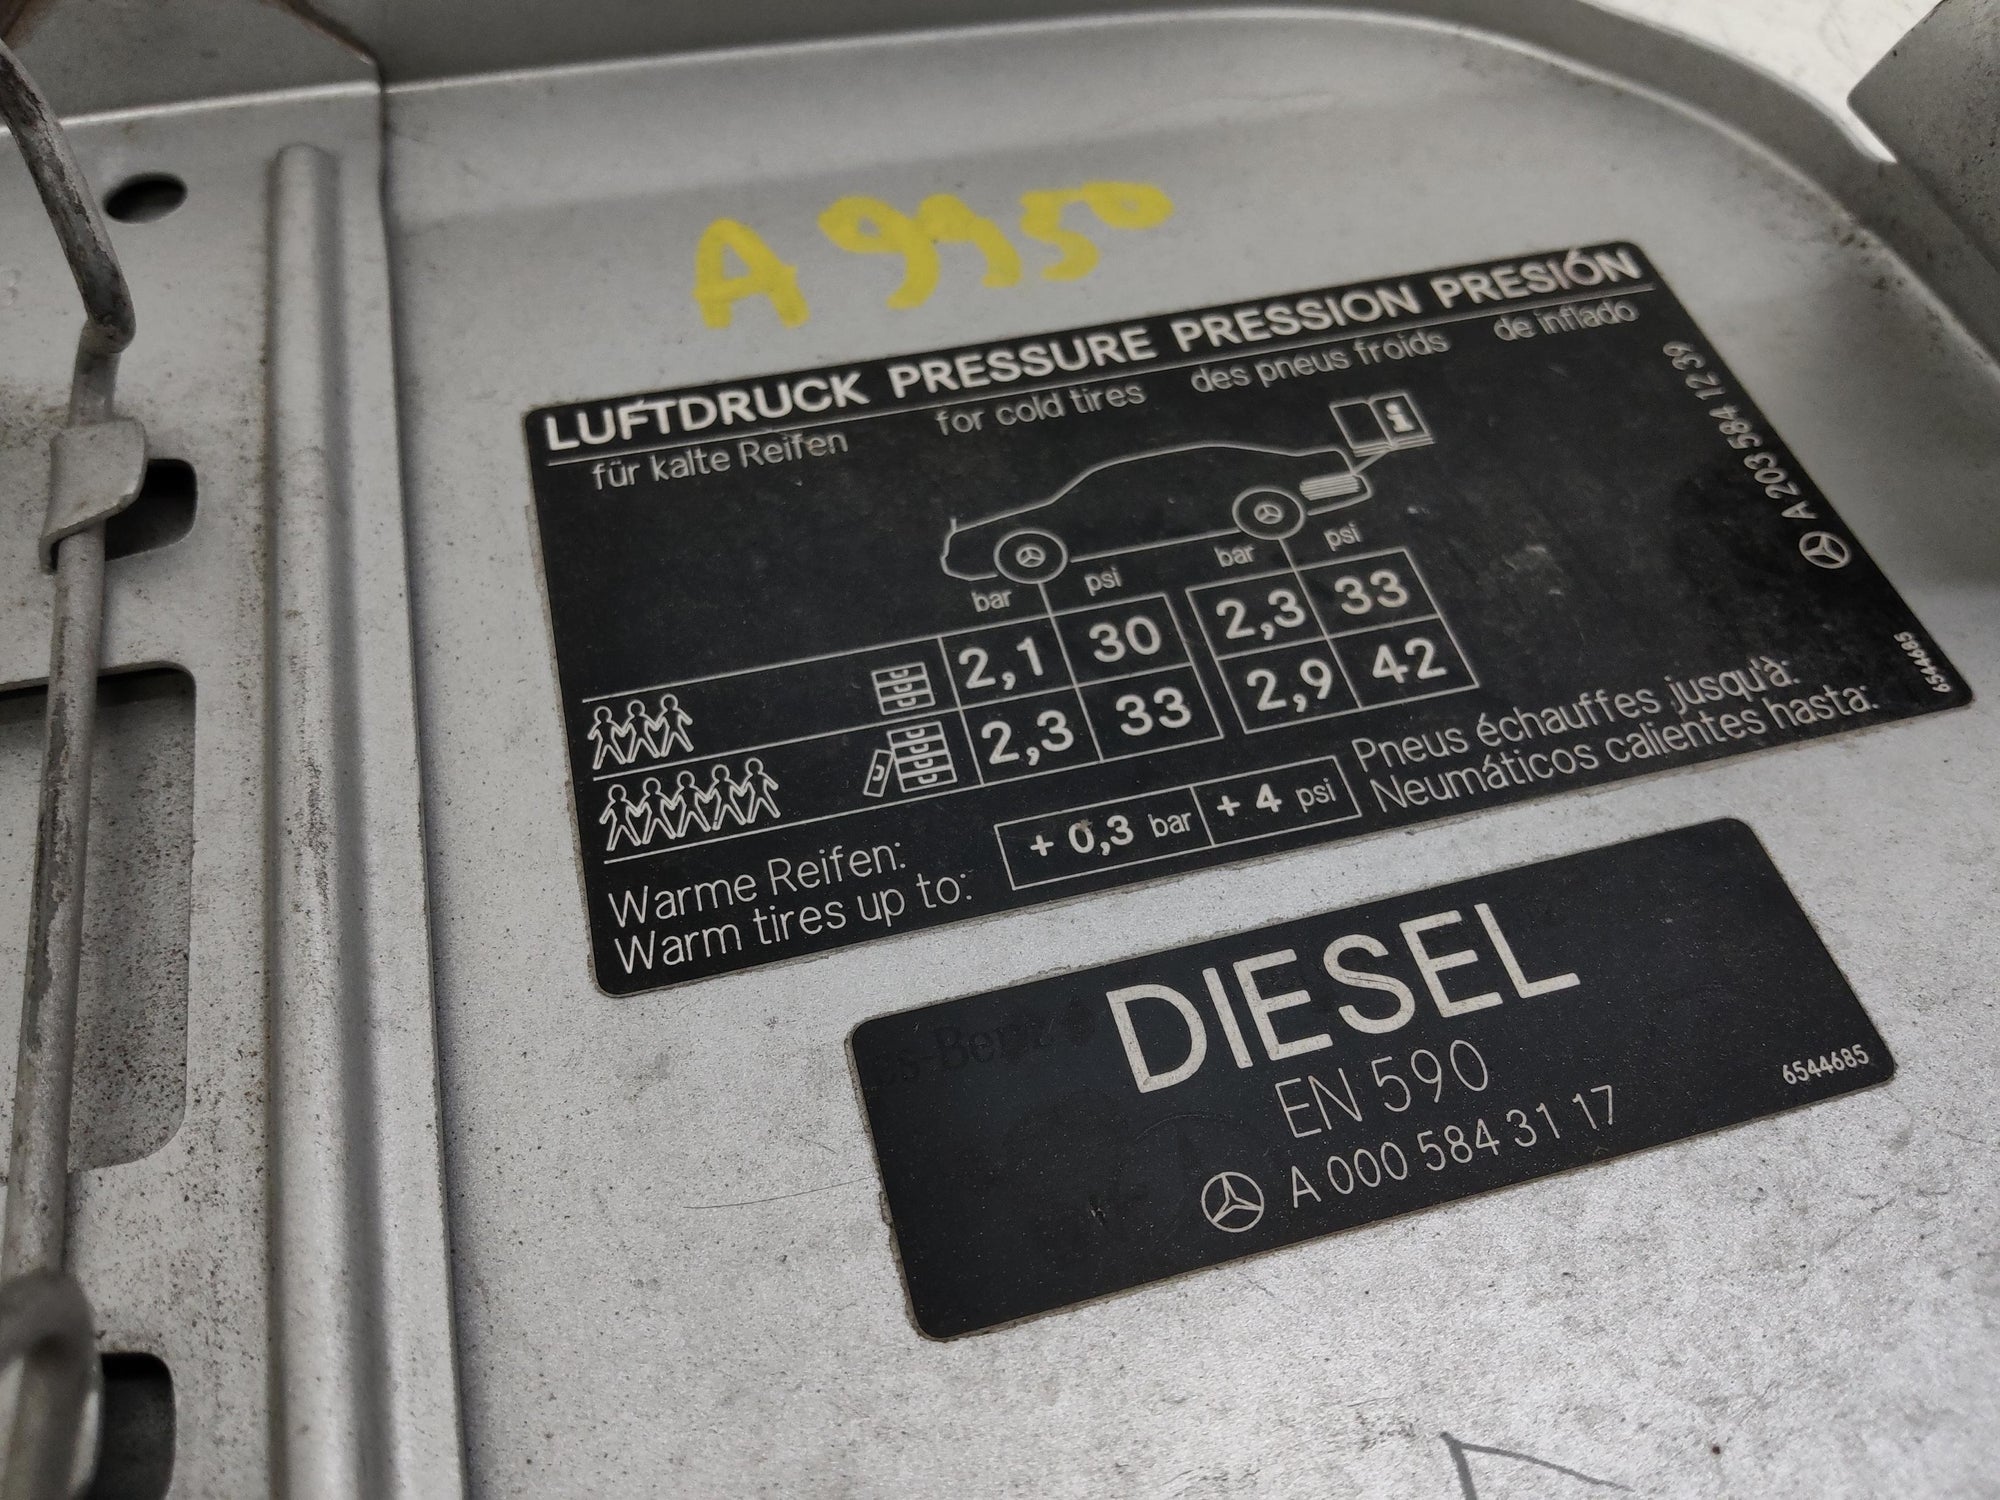 A 9950
LUFTDRUCK PRESSURE PRESSION PRESIÓN
für kalte Reifen for cold tires des pneus froids de inflado
i
bar psi bar psi
2,1 30 2,3 33
2,3 33 2,9 42
Warme Reifen:
Warm tires up to:
+ 0,3 bar + 4 psi
Pneus échauffes jusqu'à:
Neumáticos calientes hasta:
A 203 584 12 39
6544685
DIESEL
EN 590
A 000 584 31 17
6544685